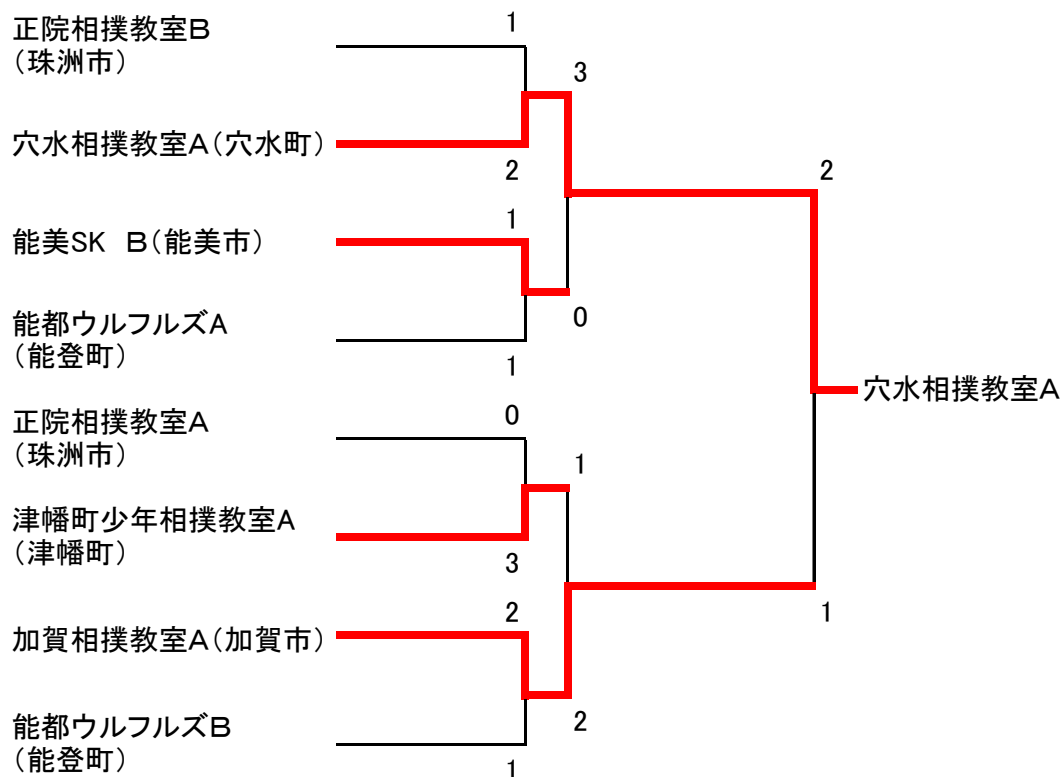 正院相撲教室B
（珠洲市）
1
3
穴水相撲教室A（穴水町）
2
2
能美SK　B（能美市）
1
0
能都ウルフルズA
（能登町）
1
穴水相撲教室A
正院相撲教室A
（珠洲市）
0
1
津幡町少年相撲教室A
（津幡町）
3
加賀相撲教室A（加賀市）
2
1
能都ウルフルズB
（能登町）
2
1